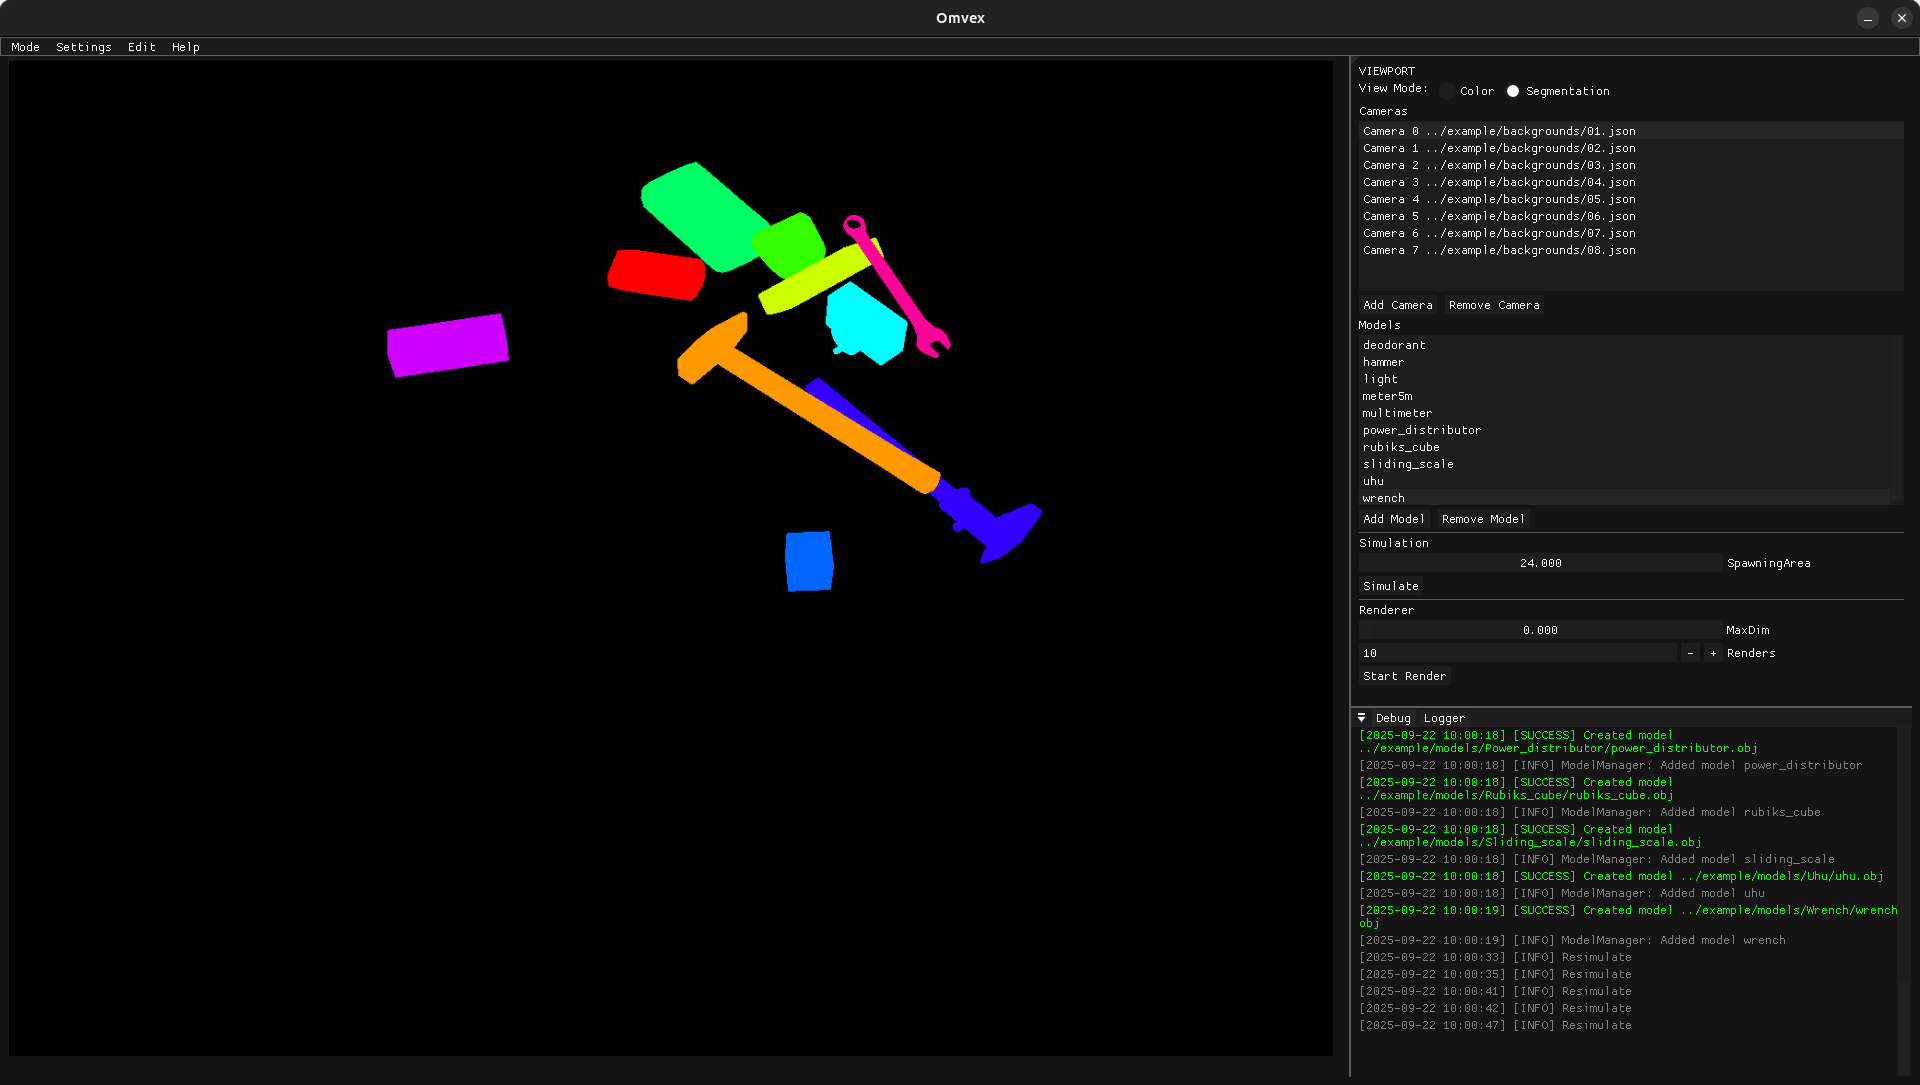 Omvex
Mode Settings Edit Help
VIEWPORT
View Mode: Color Segmentation
Cameras
Camera 0 ../example/backgrounds/01.json
Camera 1 ../example/backgrounds/02.json
Camera 2 ../example/backgrounds/03.json
Camera 3 ../example/backgrounds/04.json
Camera 4 ../example/backgrounds/05.json
Camera 5 ../example/backgrounds/06.json
Camera 6 ../example/backgrounds/07.json
Camera 7 ../example/backgrounds/08.json
Add Camera Remove Camera
Models
deodorant
hammer
light
meter5m
multimeter
power_distributor
rubiks_cube
sliding_scale
uhu
wrench
Add Model Remove Model
Simulation
24.000 SpawningArea
Simulate
Renderer
0.000 MaxDim
10 - + Renders
Start Render
Debug Logger
[2025-09-22 10:00:18] [SUCCESS] Created model
../example/models/Power_distributor/power_distributor.obj
[2025-09-22 10:00:18] [INFO] ModelManager: Added model power_distributor
[2025-09-22 10:00:18] [SUCCESS] Created model
../example/models/Rubiks_cube/rubiks_cube.obj
[2025-09-22 10:00:18] [INFO] ModelManager: Added model rubiks_cube
[2025-09-22 10:00:18] [SUCCESS] Created model
../example/models/Sliding_scale/sliding_scale.obj
[2025-09-22 10:00:18] [INFO] ModelManager: Added model sliding_scale
[2025-09-22 10:00:18] [SUCCESS] Created model ../example/models/Uhu/uhu.obj
[2025-09-22 10:00:18] [INFO] ModelManager: Added model uhu
[2025-09-22 10:00:19] [SUCCESS] Created model ../example/models/Wrench/wrench
obj
[2025-09-22 10:00:19] [INFO] ModelManager: Added model wrench
[2025-09-22 10:00:33] [INFO] Resimulate
[2025-09-22 10:00:35] [INFO] Resimulate
[2025-09-22 10:00:41] [INFO] Resimulate
[2025-09-22 10:00:42] [INFO] Resimulate
[2025-09-22 10:00:47] [INFO] Resimulate